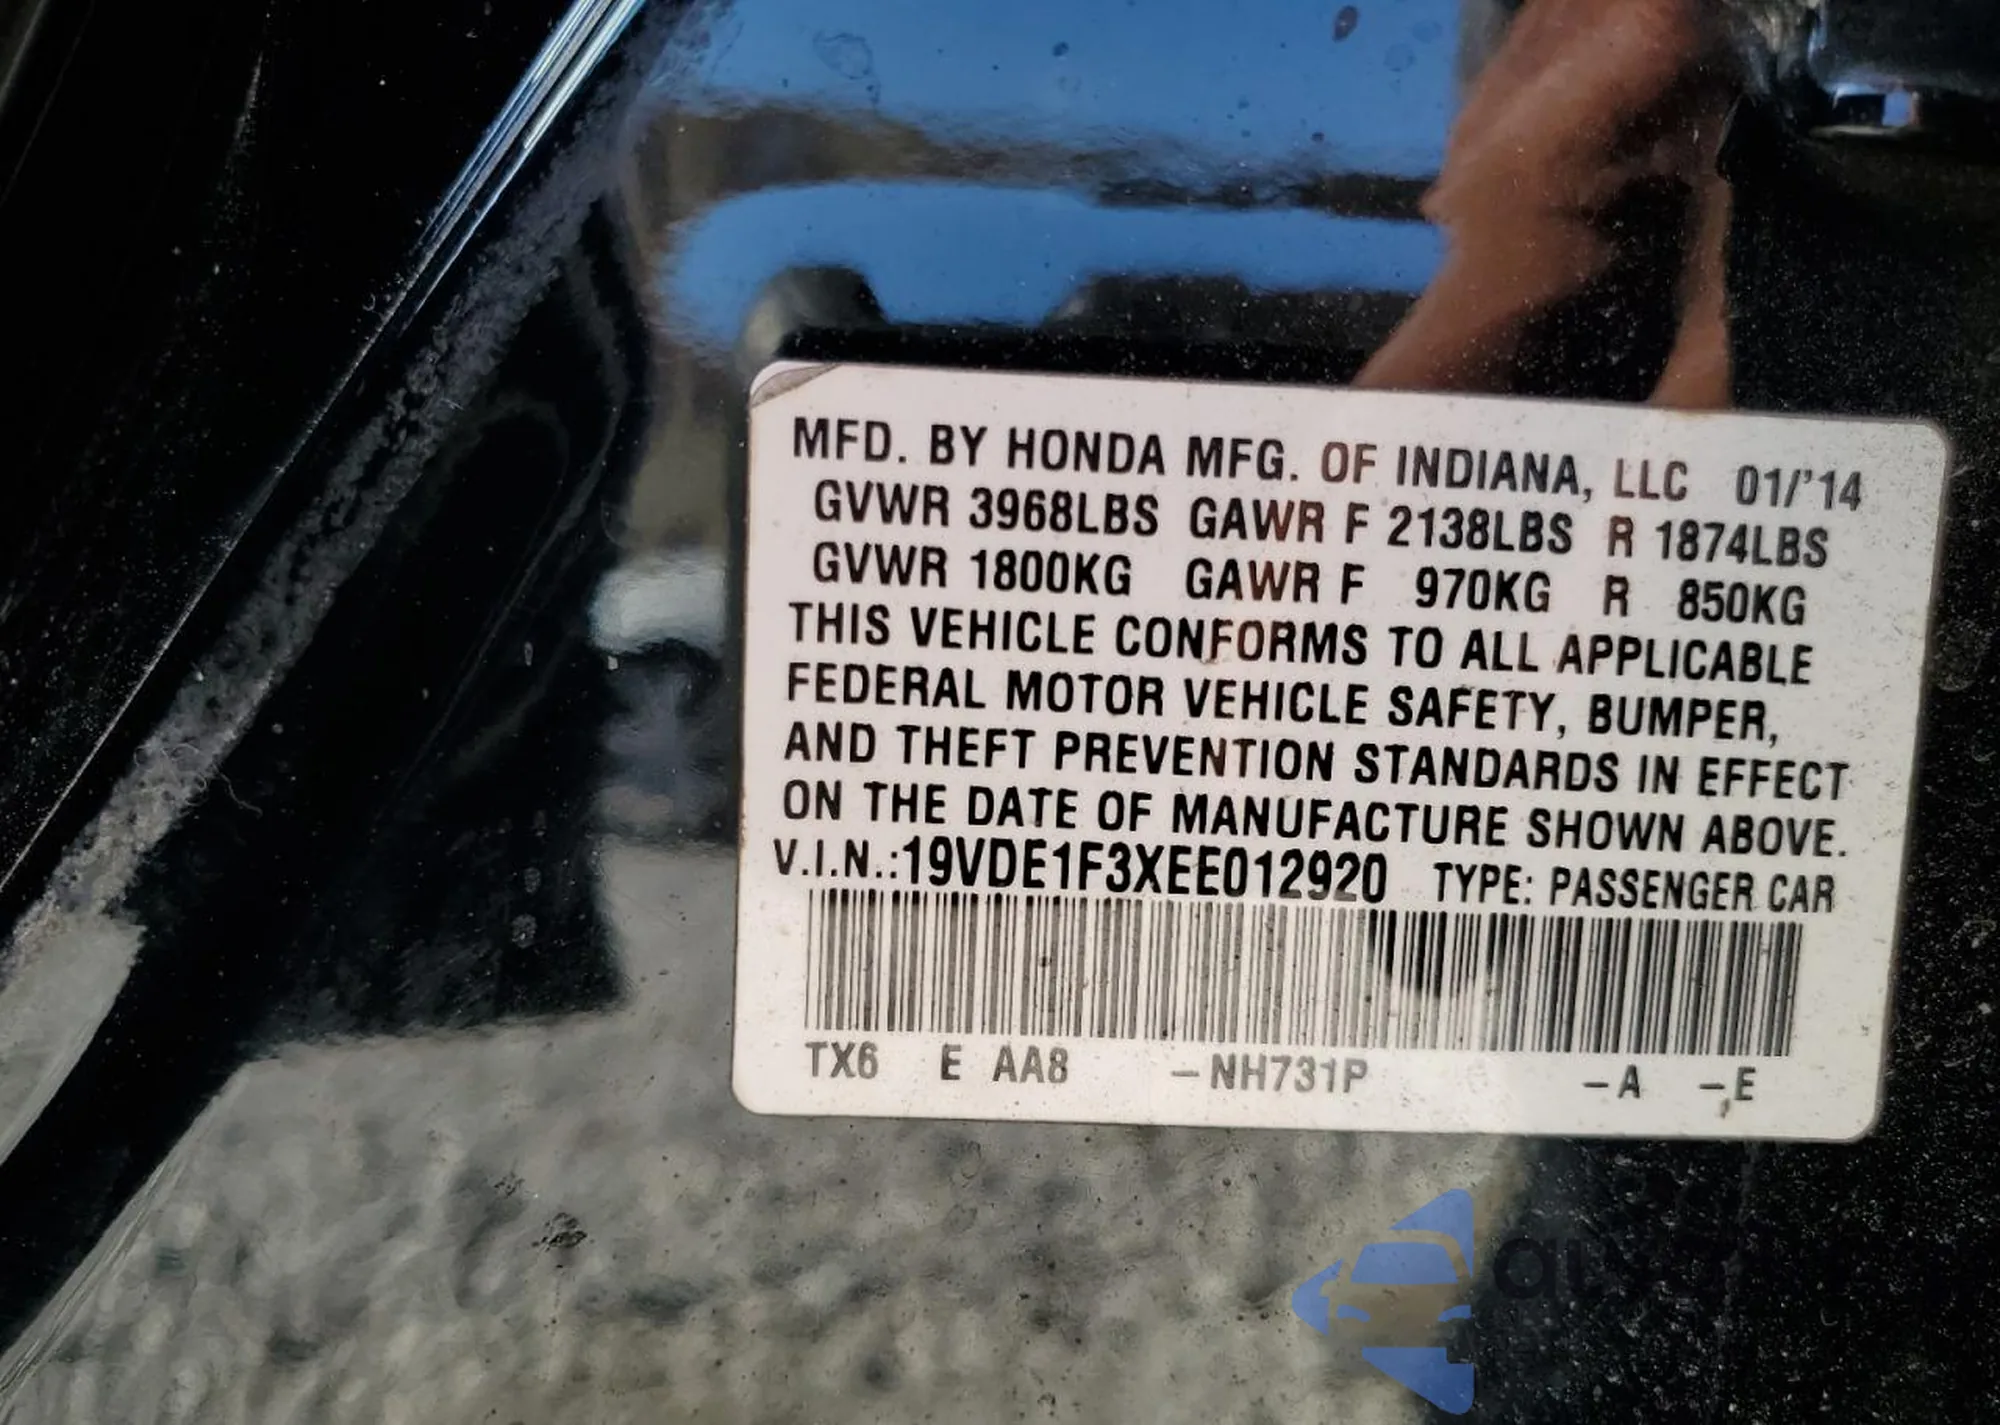 MFD. BY HONDA MFG. OF INDIANA, LLC 01/'14
GVWR 3968LBS GAWR F 2138LBS R 1874LBS
GVWR 1800KG GAWR F 970KG R 850KG
THIS VEHICLE CONFORMS TO ALL APPLICABLE
FEDERAL MOTOR VEHICLE SAFETY, BUMPER,
AND THEFT PREVENTION STANDARDS IN EFFECT
ON THE DATE OF MANUFACTURE SHOWN ABOVE.
V.I.N.:19VDE1F3XEE012920 TYPE: PASSENGER CAR
TX6 E AA8 –NH731P –A –E